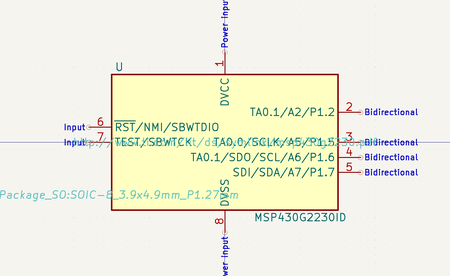 Power Input
U
1
DVCC
TA0.1/A2/P1.2
2
Bidirectional
Input
6
RST/NMI/SBWTDIO
Input
7
TEST/SBWTCK
TA0.0/SCLK/A5/P1.5
3
Bidirectional
TA0.1/SDO/SCL/A6/P1.6
4
Bidirectional
SDI/SDA/A7/P1.7
5
Bidirectional
Package_SO:SOIC-8_3.9x4.9mm_P1.27mm
DVSS
MSP430G2230ID
8
wer Input